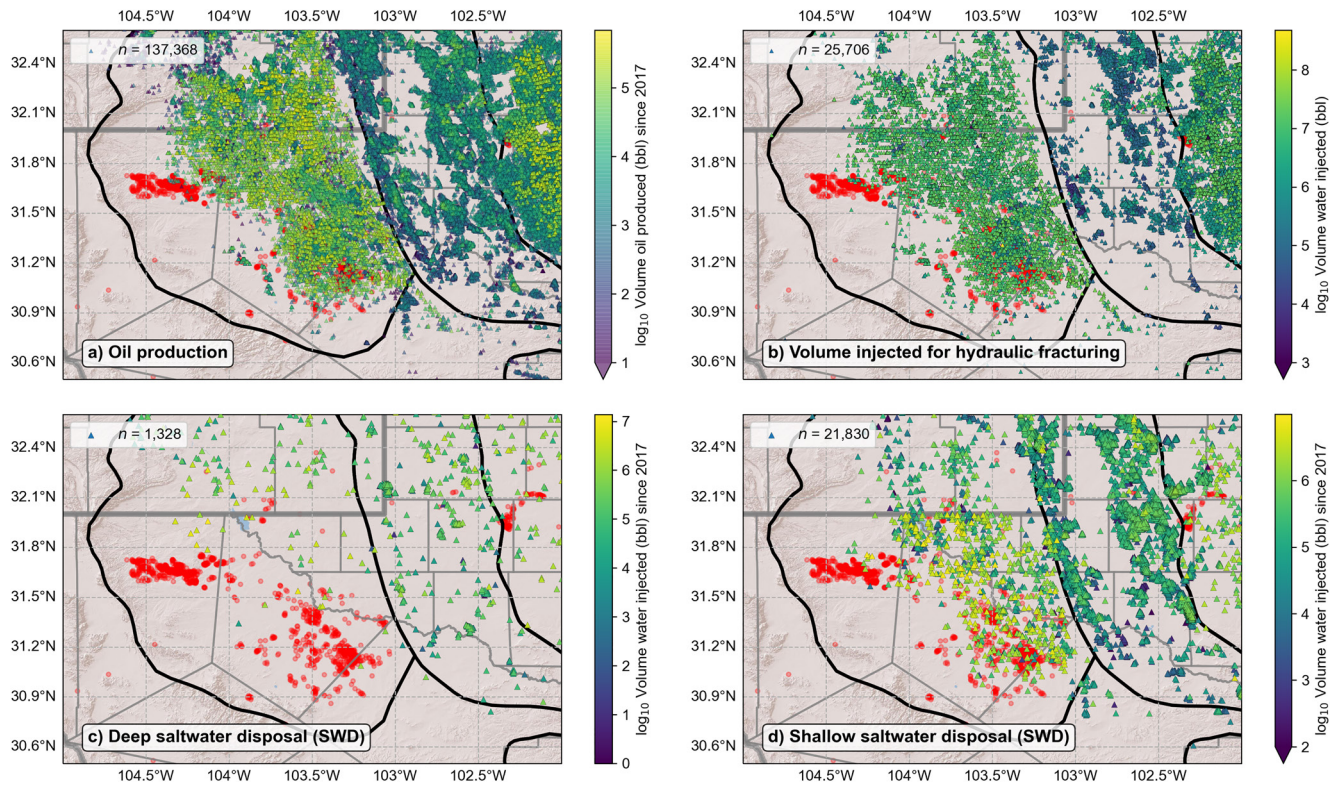 104.5°W 104°W 103.5°W 103°W 102.5°W
104.5°W 104°W 103.5°W 103°W 102.5°W
n = 137,368
32.4°N
32.1°N
31.8°N
31.5°N
31.2°N
30.9°N
30.6°N
a) Oil production
5
4
3
2
1
log10 Volume oil produced (bbl) since 2017
n = 25,706
32.4°N
32.1°N
31.8°N
31.5°N
31.2°N
30.9°N
30.6°N
b) Volume injected for hydraulic fracturing
8
7
6
5
4
3
log10 Volume water injected (bbl)
n = 1,328
32.4°N
32.1°N
31.8°N
31.5°N
31.2°N
30.9°N
30.6°N
c) Deep saltwater disposal (SWD)
7
6
5
4
3
2
1
0
log10 Volume water injected (bbl) since 2017
n = 21,830
32.4°N
32.1°N
31.8°N
31.5°N
31.2°N
30.9°N
30.6°N
d) Shallow saltwater disposal (SWD)
6
5
4
3
2
log10 Volume water injected (bbl) since 2017
104.5°W 104°W 103.5°W 103°W 102.5°W
104.5°W 104°W 103.5°W 103°W 102.5°W